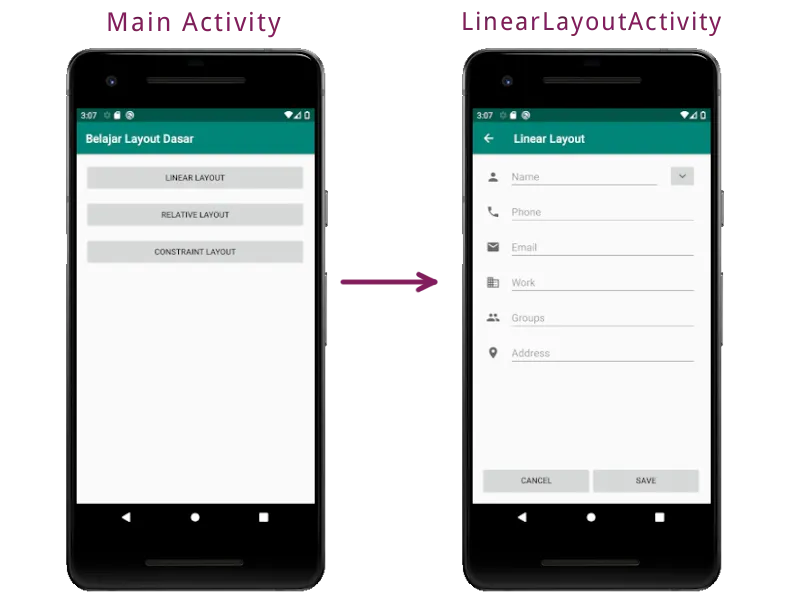 Main Activity
3:07
Belajar Layout Dasar
LINEAR LAYOUT
RELATIVE LAYOUT
CONSTRAINT LAYOUT
LinearLayoutActivity
3:07
Linear Layout
Name
Phone
Email
Work
Groups
Address
CANCEL SAVE